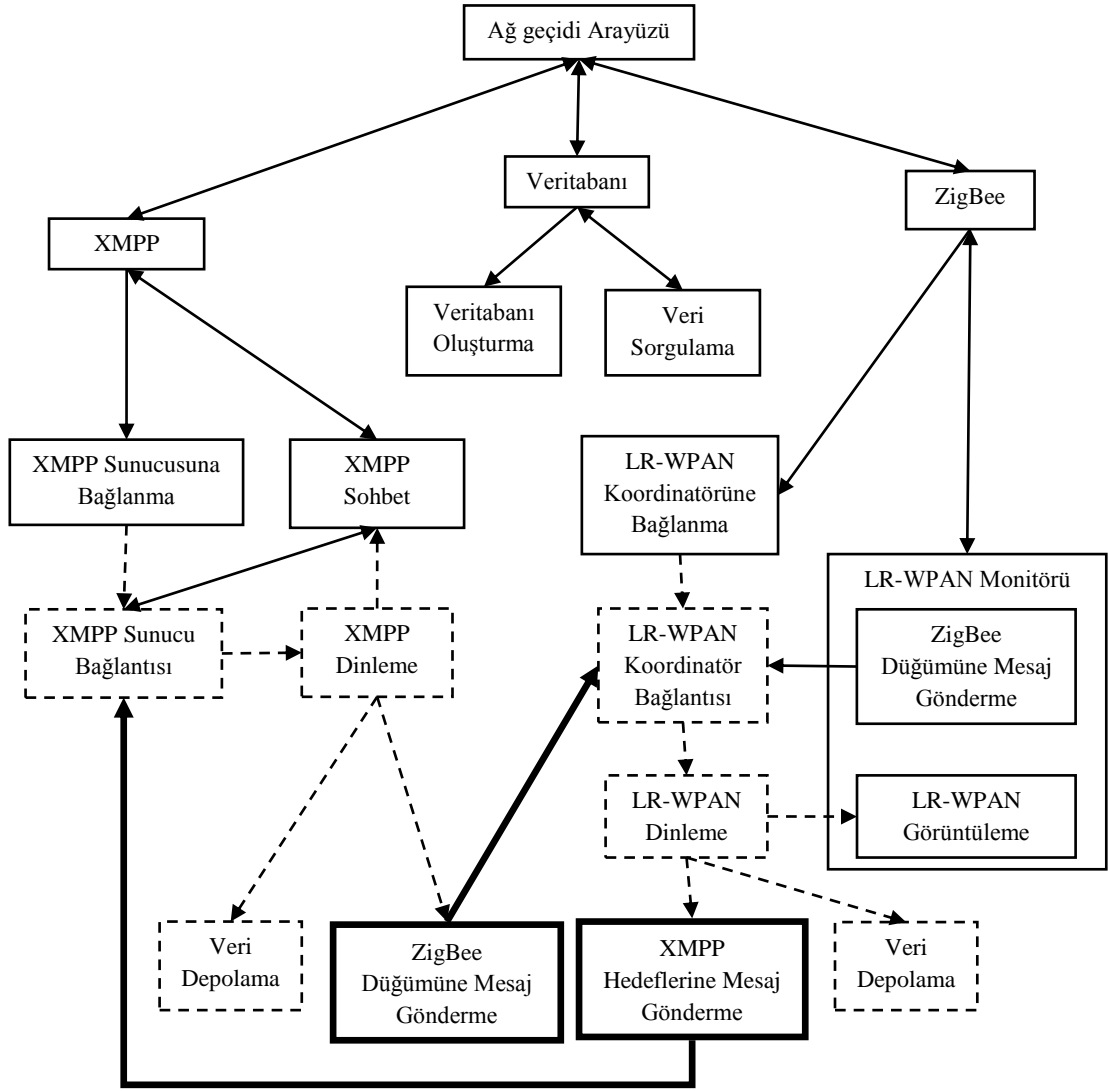 Ağ geçidi Arayüzü
Veritabanı
ZigBee
XMPP
Veritabanı
Oluşturma
Veri
Sorgulama
XMPP Sunucusuna
Bağlanma
XMPP
Sohbet
LR-WPAN
Koordinatörüne
Bağlanma
LR-WPAN Monitörü
XMPP Sunucu
Bağlantısı
XMPP
Dinleme
LR-WPAN
Koordinatör
Bağlantısı
ZigBee
Düğümüne Mesaj
Gönderme
LR-WPAN
Dinleme
LR-WPAN
Görüntüleme
Veri
Depolama
ZigBee
Düğümüne Mesaj
Gönderme
XMPP
Hedeflerine Mesaj
Gönderme
Veri
Depolama